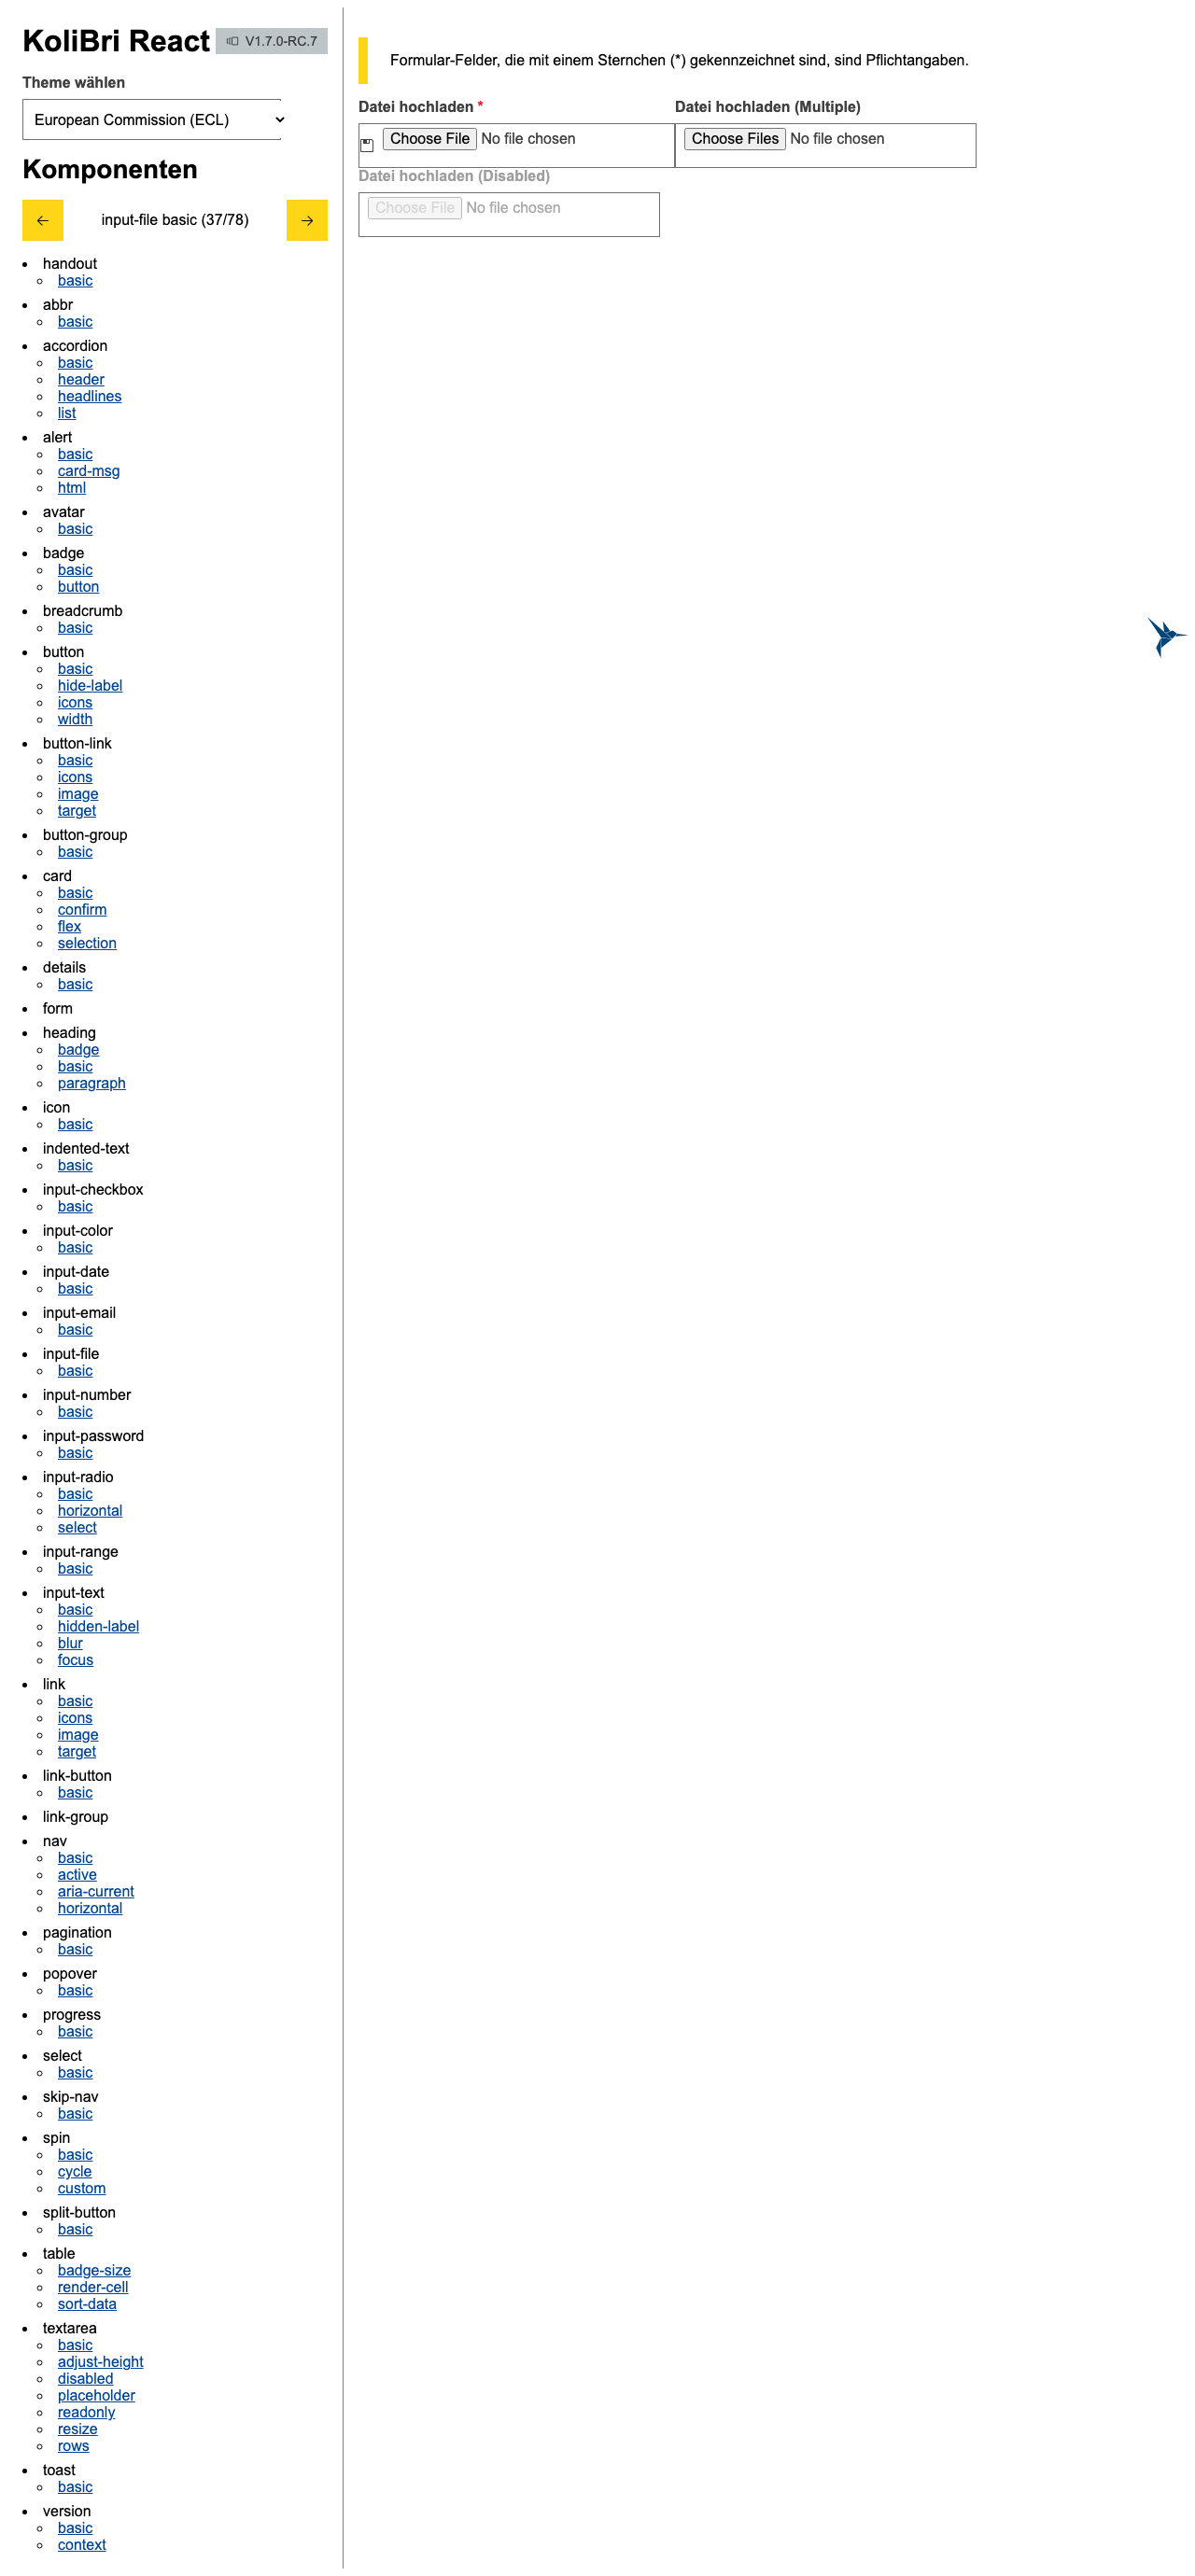 KoliBri React V1.7.0-RC.7
Theme wählen
European Commission (ECL)
Komponenten
input-file basic (37/78)
handout
basic
abbr
basic
accordion
basic
header
headlines
list
alert
basic
card-msg
html
avatar
basic
badge
basic
button
breadcrumb
basic
button
basic
hide-label
icons
width
button-link
basic
icons
image
target
button-group
basic
card
basic
confirm
flex
selection
details
basic
form
heading
badge
basic
paragraph
icon
basic
indented-text
basic
input-checkbox
basic
input-color
basic
input-date
basic
input-email
basic
input-file
basic
input-number
basic
input-password
basic
input-radio
basic
horizontal
select
input-range
basic
input-text
basic
hidden-label
blur
focus
link
basic
icons
image
target
link-button
basic
link-group
nav
basic
active
aria-current
horizontal
pagination
basic
popover
basic
progress
basic
select
basic
skip-nav
basic
spin
basic
cycle
custom
split-button
basic
table
badge-size
render-cell
sort-data
textarea
basic
adjust-height
disabled
placeholder
readonly
resize
rows
toast
basic
version
basic
context
Formular-Felder, die mit einem Sternchen (*) gekennzeichnet sind, sind Pflichtangaben.
Datei hochladen *
Choose File No file chosen
Datei hochladen (Multiple)
Choose Files No file chosen
Datei hochladen (Disabled)
Choose File No file chosen